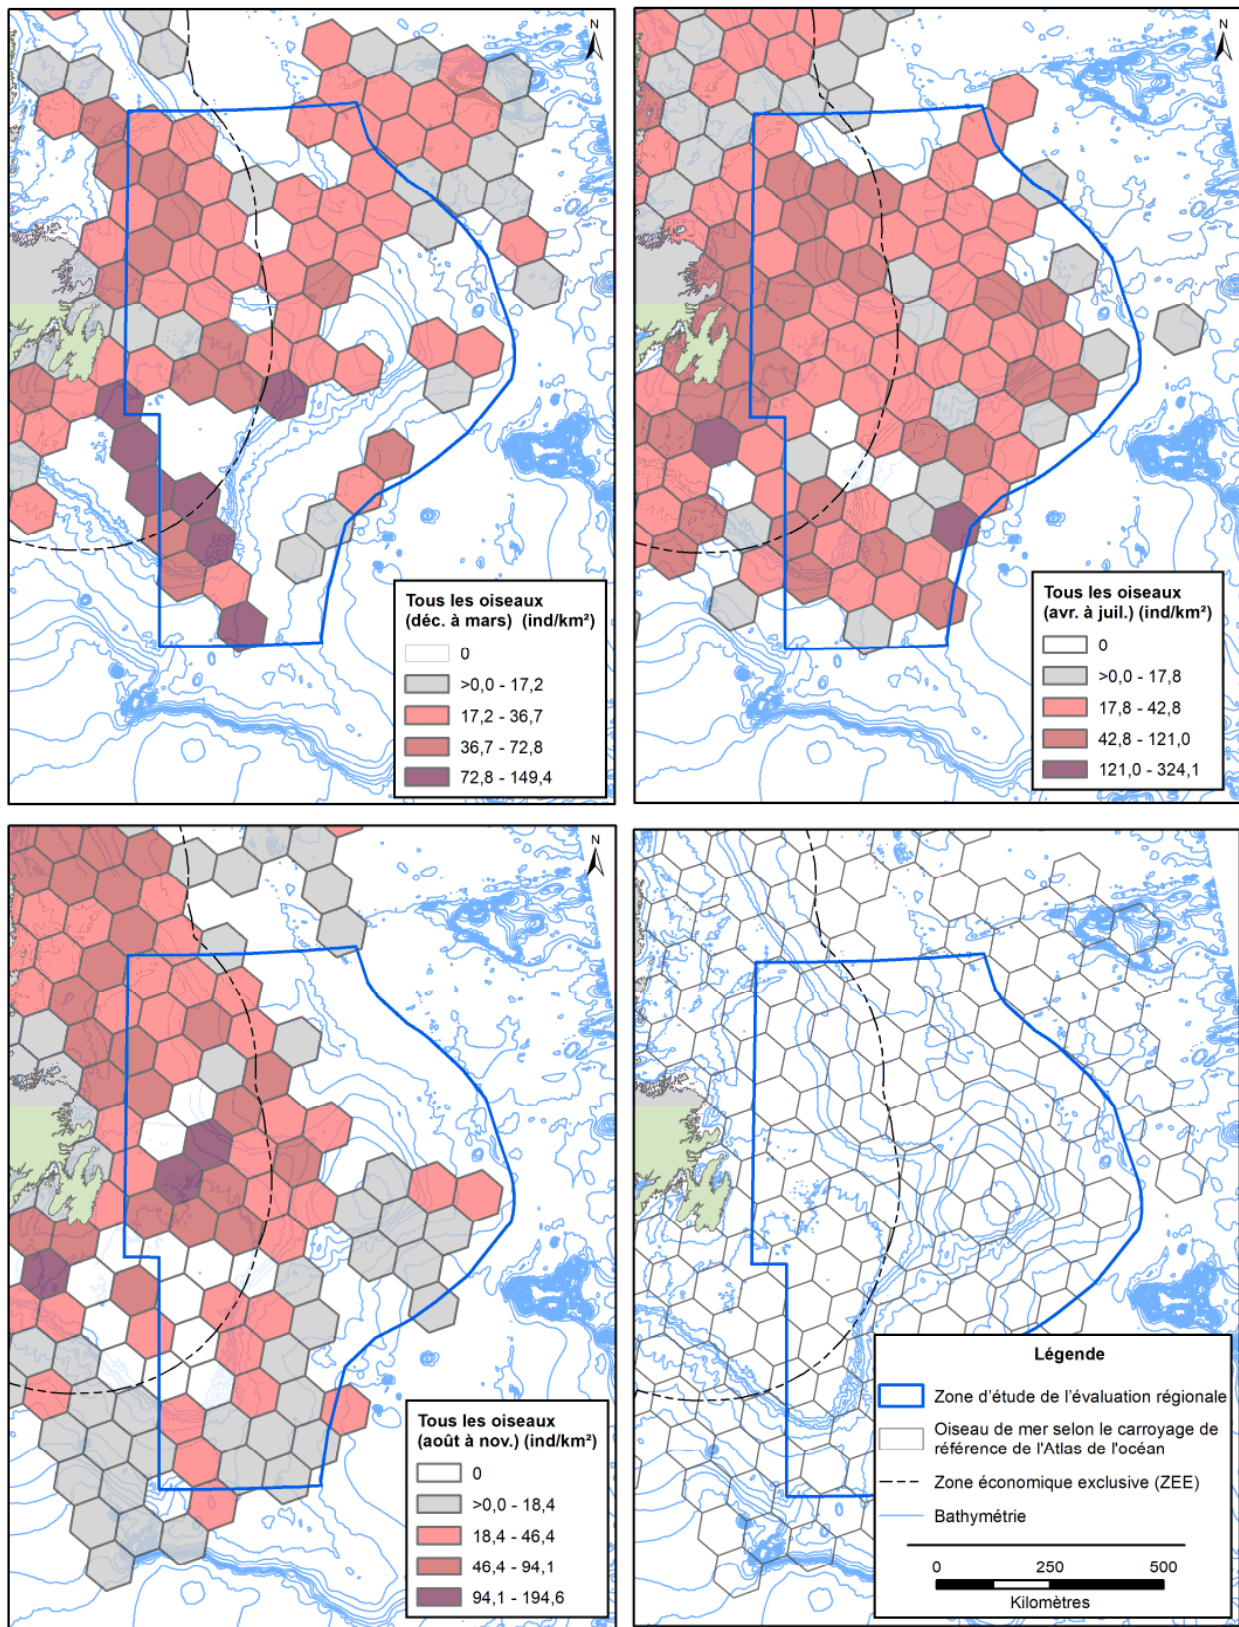 N
Tous les oiseaux
(déc. à mars) (ind/km²)
0
>0,0 - 17,2
17,2 - 36,7
36,7 - 72,8
72,8 - 149,4
N
Tous les oiseaux
(avr. à juil.) (ind/km²)
0
>0,0 - 17,8
17,8 - 42,8
42,8 - 121,0
121,0 - 324,1
N
Tous les oiseaux
(août à nov.) (ind/km²)
0
>0,0 - 18,4
18,4 - 46,4
46,4 - 94,1
94,1 - 194,6
Légende
Zone d'étude de l'évaluation régionale
Oiseau de mer selon le carroyage de
référence de l'Atlas de l'océan
Zone économique exclusive (ZEE)
Bathymétrie
0 250 500
Kilomètres